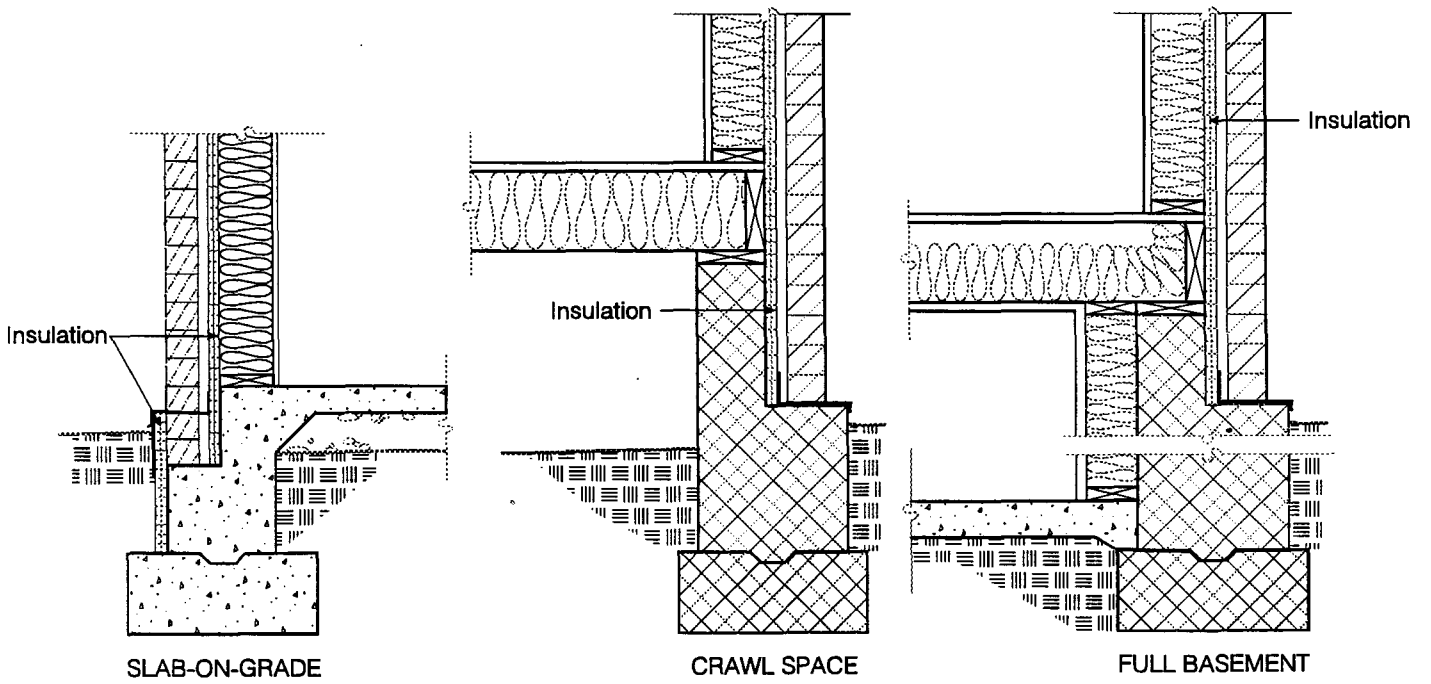 Insulation
Insulation
Insulation
SLAB-ON-GRADE
CRAWL SPACE
FULL BASEMENT